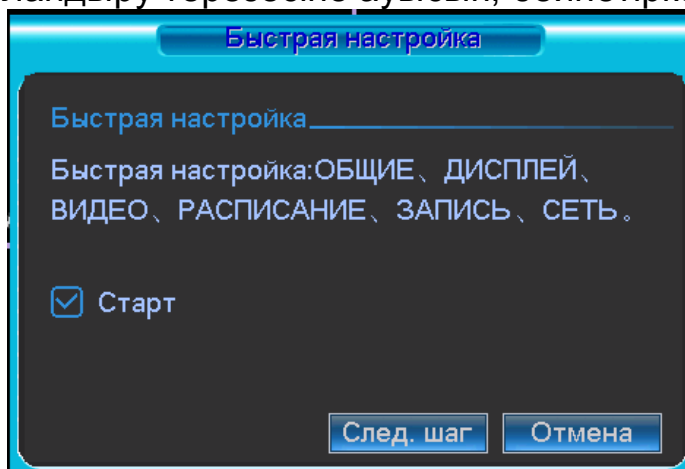 Быстрая настройка
Быстрая настройка
Быстрая настройка:ОБЩИЕ、ДИСПЛЕЙ、
ВИДЕО、РАСПИСАНИЕ、ЗАПИСЬ、СЕТЬ。
Старт
След. шаг Отмена